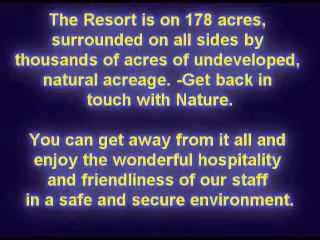 The Resort is on 178 acres,
surrounded on all sides by
thousands of acres of undeveloped,
natural acreage. -Get back in
touch with Nature.
You can get away from it all and
enjoy the wonderful hospitality
and friendliness of our staff
in a safe and secure environment.